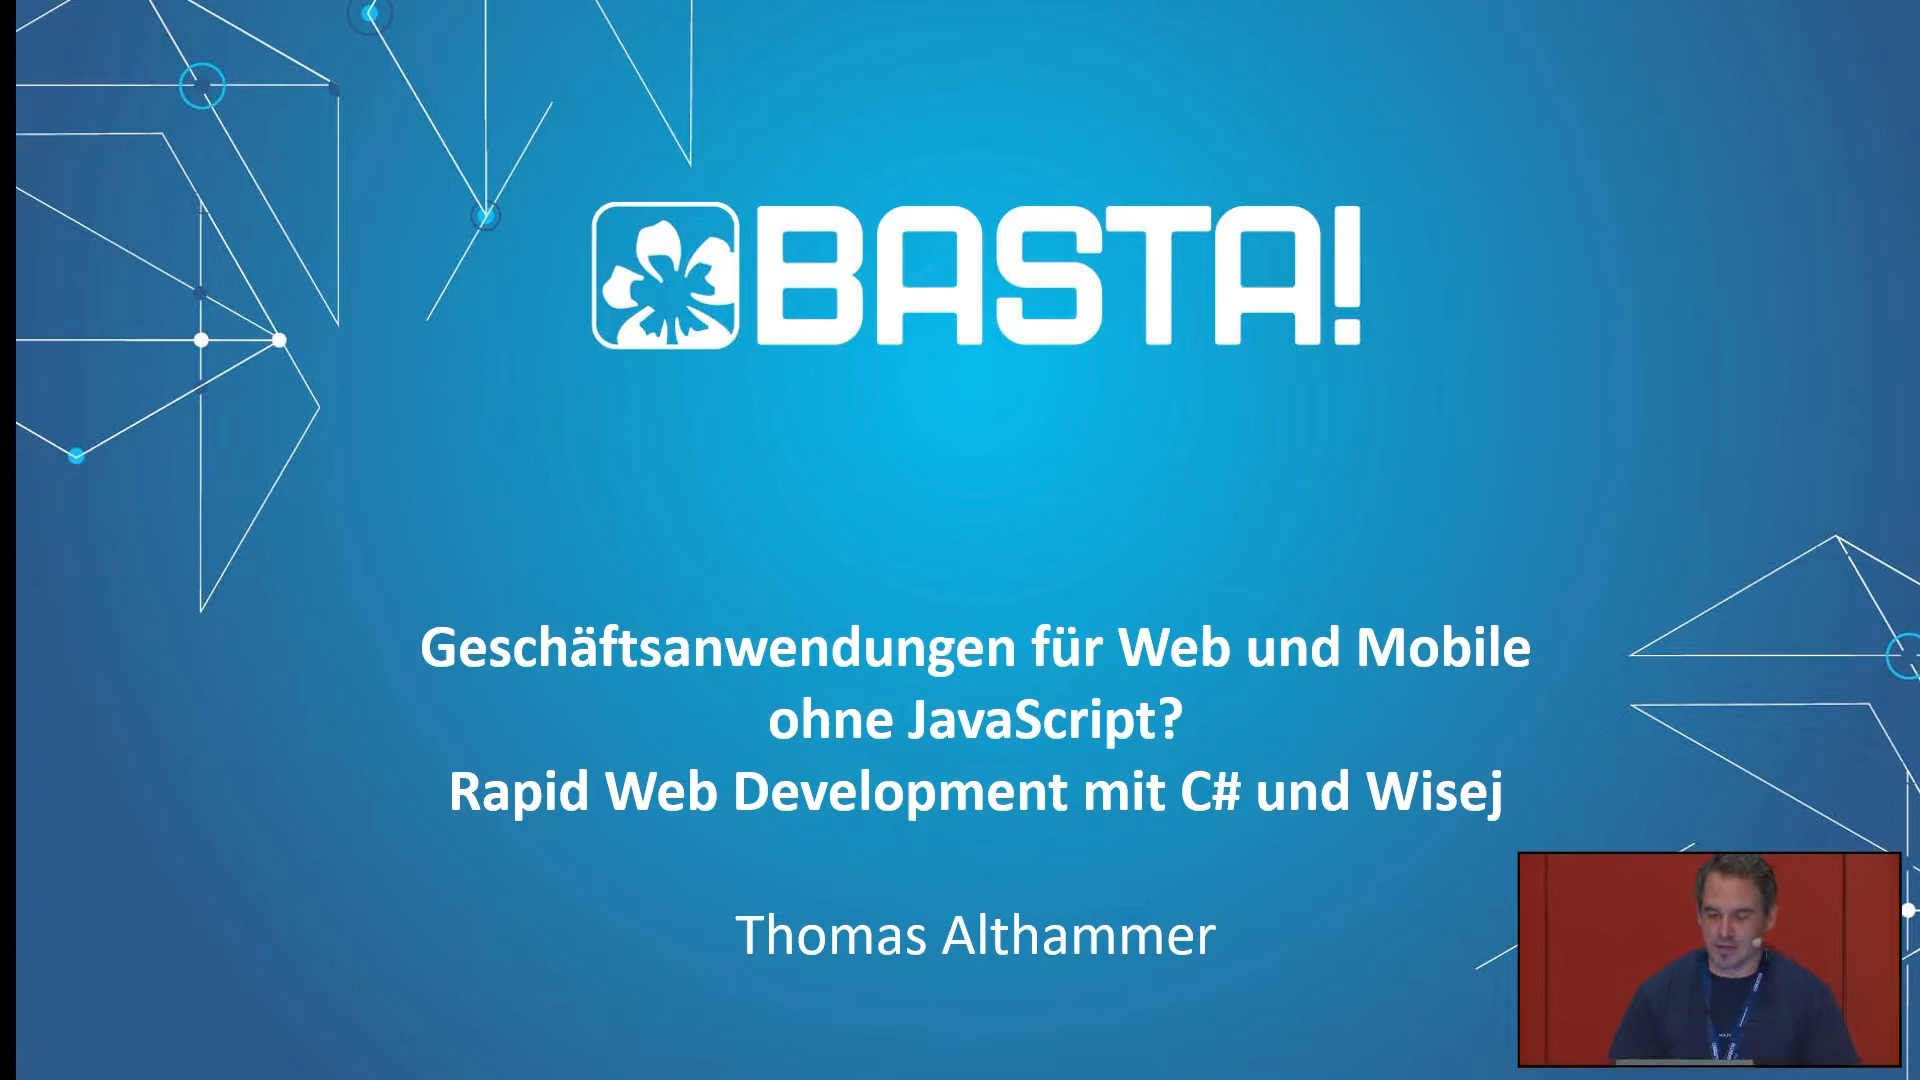 BASTA!
Geschäftsanwendungen für Web und Mobile
ohne JavaScript?
Rapid Web Development mit C# und Wisej
Thomas Althammer